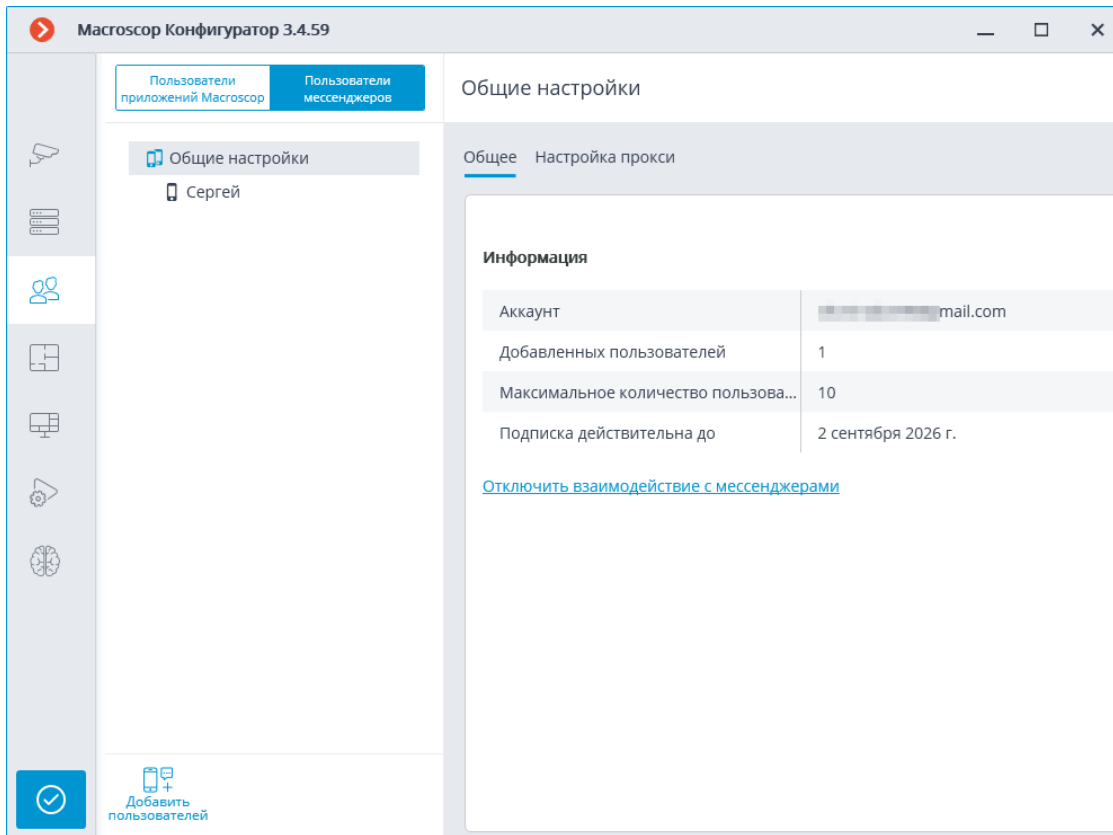 Macroscop Конфигуратор 3.4.59
Пользователи
приложений Macroscop
Пользователи
мессенджеров
Общие настройки
Общие настройки
Сергей
Общее
Настройка прокси
Информация
Аккаунт
mail.com
Добавленных пользователей
1
Максимальное количество пользова...
10
Подписка действительна до
2 сентября 2026 г.
Отключить взаимодействие с мессенджерами
Добавить
пользователей